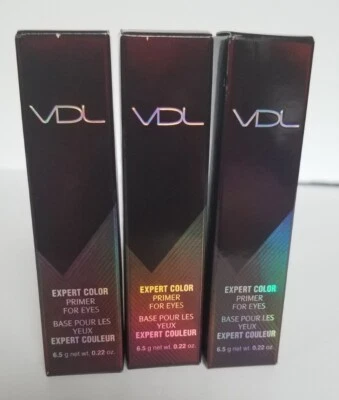 VDL
EXPERT COLOR
PRIMER
FOR EYES
BASE POUR LES
YEUX
EXPERT COULEUR
6.5 g net wt. 0.22 oz.
VDL
EXPERT COLOR
PRIMER
FOR EYES
BASE POUR LES
YEUX
EXPERT COULEUR
6.5 g net wt. 0.22 oz.
VDL
EXPERT COLOR
PRIMER
FOR EYES
BASE POUR LES
YEUX
EXPERT COULEUR
6.5 g net wt. 0.22 oz.